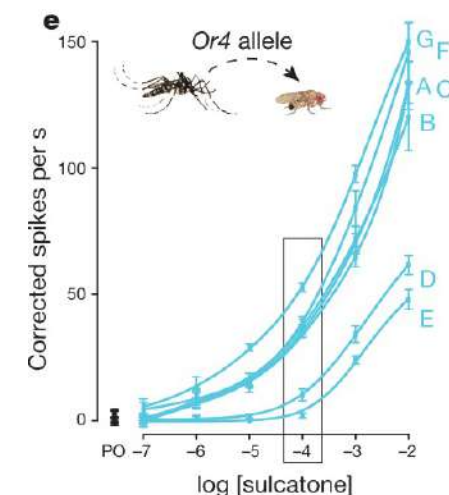 e
Or4 allele
Corrected spikes per s
150
100
50
0
G F
A C
B
D
E
PO −7 −6 −5 −4 −3 −2
log [sulcatone]